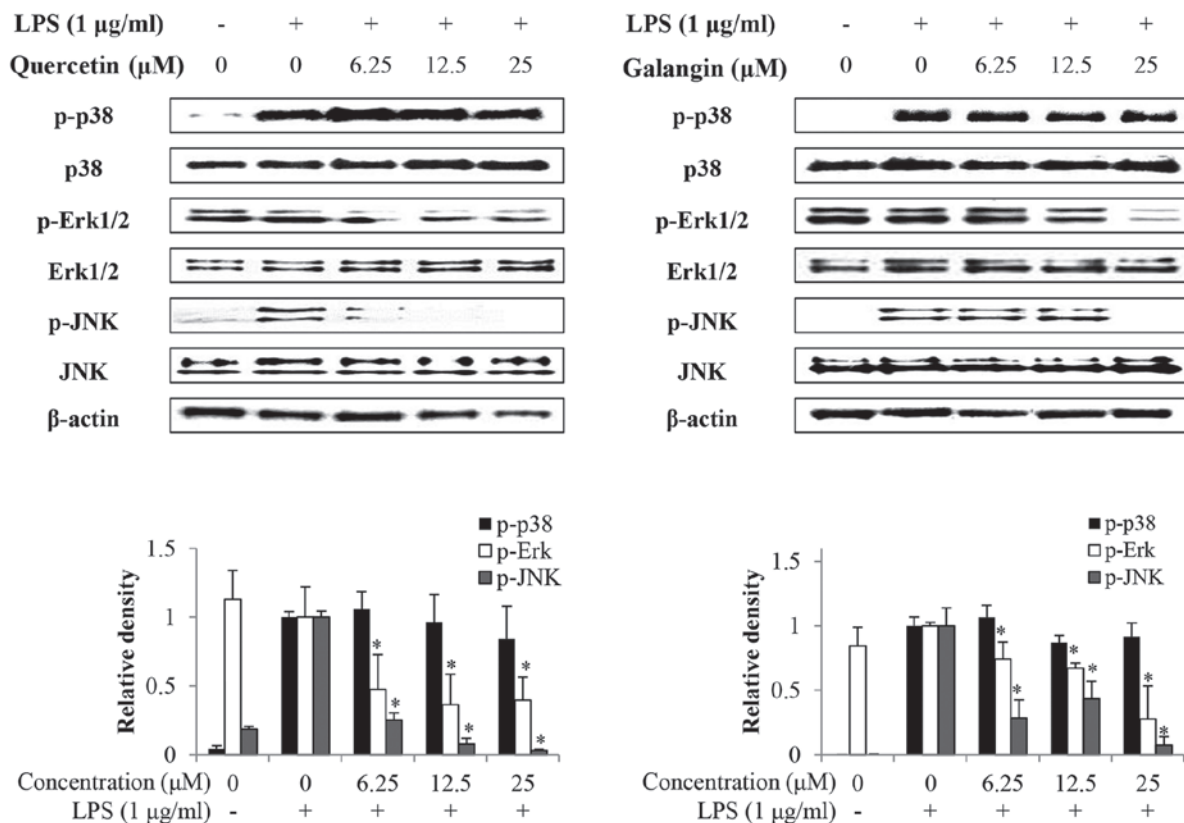 LPS (1 μg/ml) - + + + +
Quercetin (μM) 0 0 6.25 12.5 25
p-p38
p38
p-Erk1/2
Erk1/2
p-JNK
JNK
β-actin
LPS (1 μg/ml) - + + + +
Galangin (μM) 0 0 6.25 12.5 25
p-p38
p38
p-Erk1/2
Erk1/2
p-JNK
JNK
β-actin
p-p38
p-Erk
p-JNK
Relative density
1.5
1
0.5
0
* * * * * *
Concentration (μM) 0 0 6.25 12.5 25
LPS (1 μg/ml) - + + + +
p-p38
p-Erk
p-JNK
Relative density
1.5
1
0.5
0
* * * * * *
Concentration (μM) 0 0 6.25 12.5 25
LPS (1 μg/ml) - + + + +